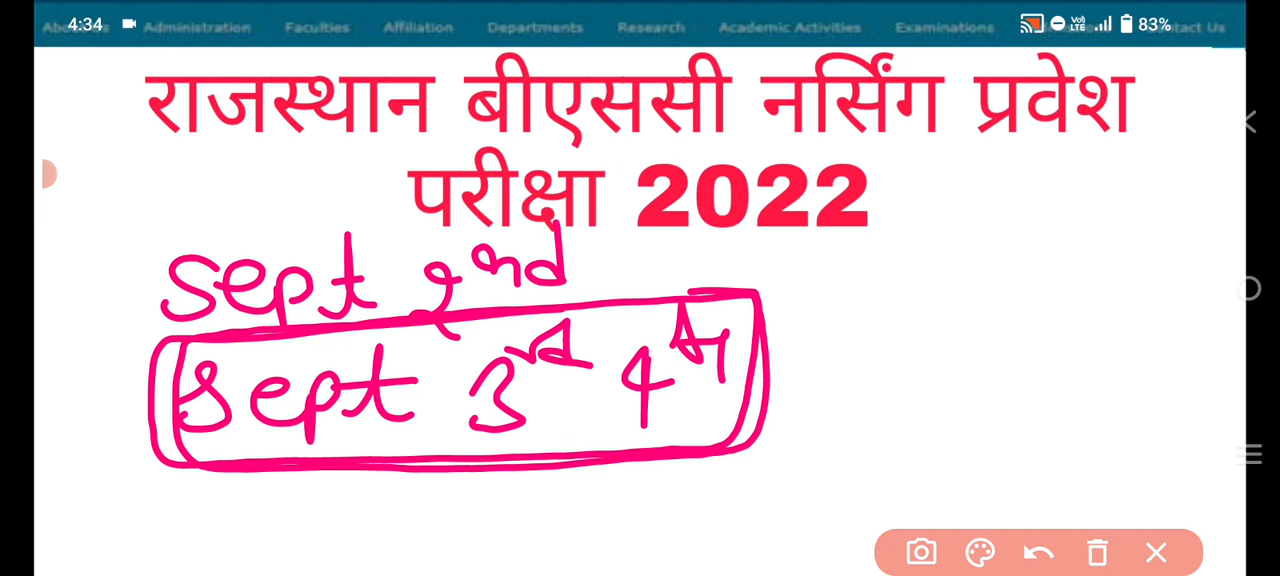 4:34 83%
Administration Faculties Affiliation Departments Research Academic Activities Examinations Us
राजस्थान बीएससी नर्सिंग प्रवेश
परीक्षा 2022
Sept 2nd
Sept 3rd 4th